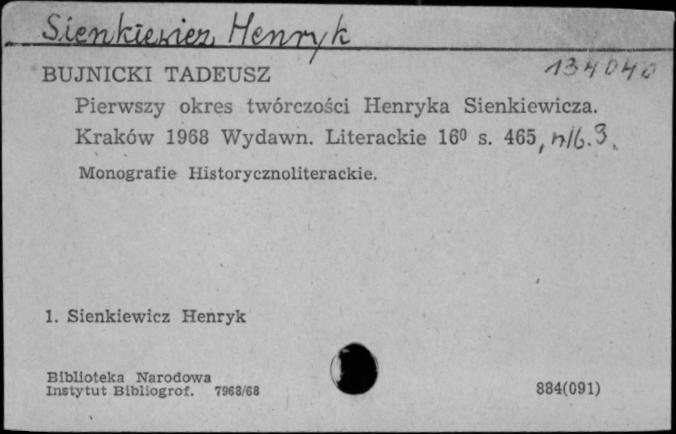 Sienkiewicz Henryk
134040
BUJNICKI TADEUSZ
Pierwszy okres twórczości Henryka Sienkiewicza.
Kraków 1968 Wydawn. Literackie 16⁰ s. 465, nlb. 3.
Monografie Historycznoliterackie.
1. Sienkiewicz Henryk
Biblioteka Narodowa
Instytut Bibliogrof. 7968/68
884(091)